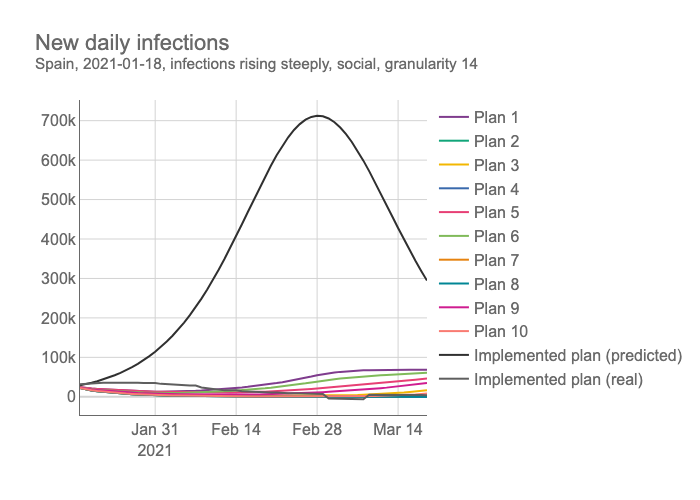 New daily infections
Spain, 2021-01-18, infections rising steeply, social, granularity 14
700k
600k
500k
400k
300k
200k
100k
0
Jan 31
2021
Feb 14
Feb 28
Mar 14
Plan 1
Plan 2
Plan 3
Plan 4
Plan 5
Plan 6
Plan 7
Plan 8
Plan 9
Plan 10
Implemented plan (predicted)
Implemented plan (real)